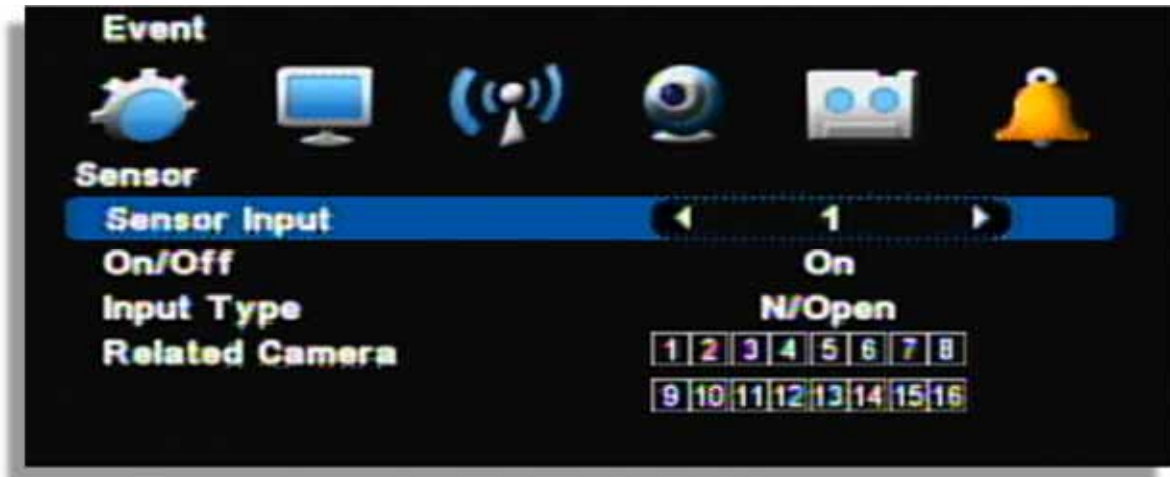 Event
Sensor
Sensor Input 1
On/Off On
Input Type N/Open
Related Camera 1 2 3 4 5 6 7 8
9 10 11 12 13 14 15 16